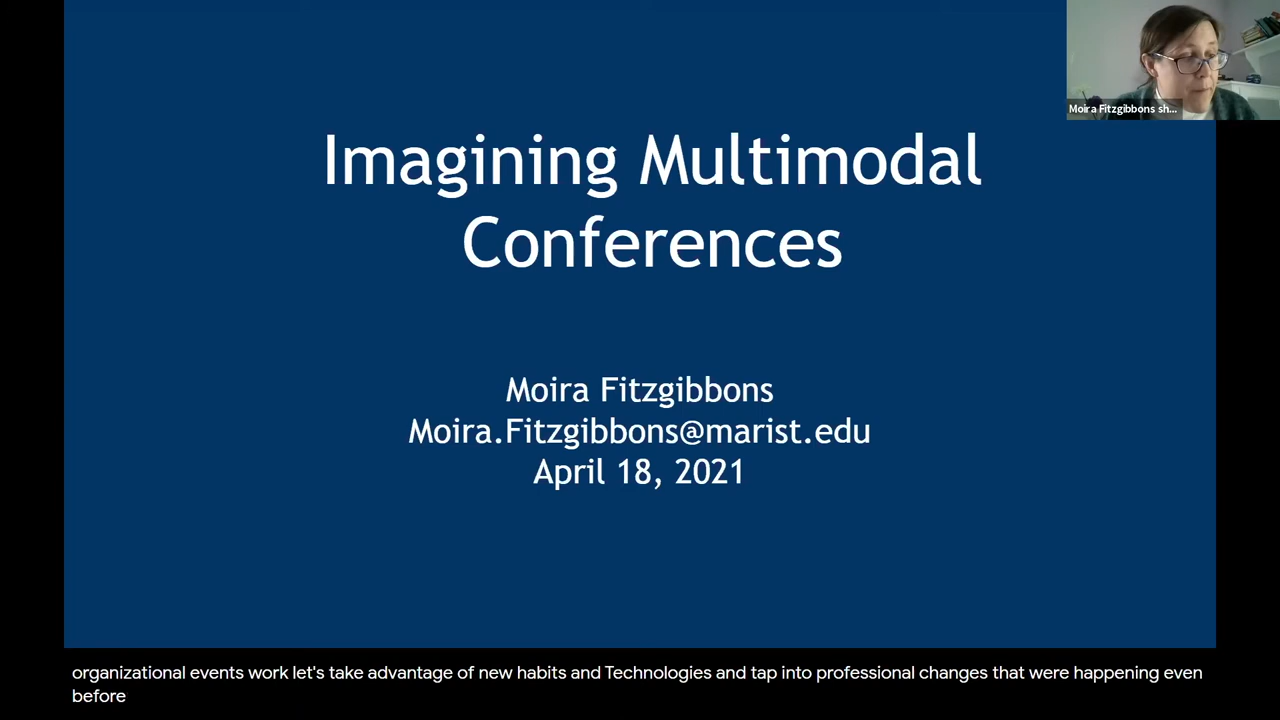 Moira Fitzgibbons sh...
Imagining Multimodal
Conferences
Moira Fitzgibbons
Moira.Fitzgibbons@marist.edu
April 18, 2021
organizational events work let's take advantage of new habits and Technologies and tap into professional changes that were happening even
before